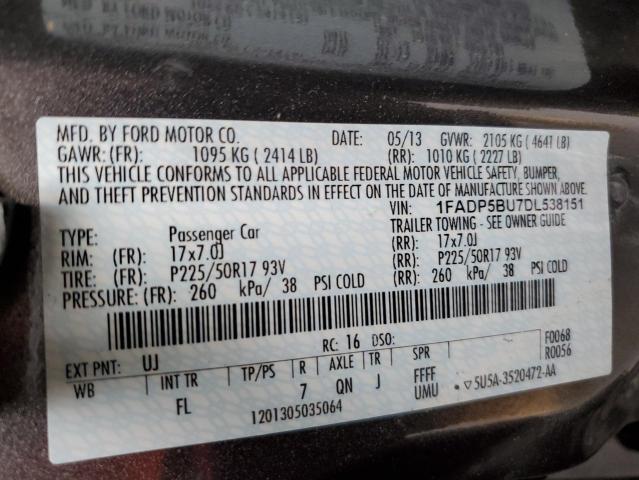 MFD. BY FORD MOTOR CO. DATE: 05/13 GVWR: 2105 KG ( 4641 LB)
GAWR: (FR): 1095 KG ( 2414 LB) (RR): 1010 KG ( 2227 LB)
THIS VEHICLE CONFORMS TO ALL APPLICABLE FEDERAL MOTOR VEHICLE SAFETY, BUMPER,
AND THEFT PREVENTION STANDARDS IN EFFECT ON THE DATE OF MANUFACTURE SHOWN ABOVE.
VIN: 1FADP5BU7DL538151
TYPE: Passenger Car TRAILER TOWING - SEE OWNER GUIDE
RIM: (FR): 17x7.0J (RR): 17x7.0J
TIRE: (FR): P225/50R17 93V (RR): P225/50R17 93V
PRESSURE: (FR): 260 kPa/ 38 PSI COLD (RR): 260 kPa/ 38 PSI COLD
EXT PNT: UJ RC: 16 DSO: F0068
R0056
WB INT TR TP/PS R AXLE TR SPR
FL 7 QN J FFFF
UMU
1201305035064 5U5A-3520472-AA